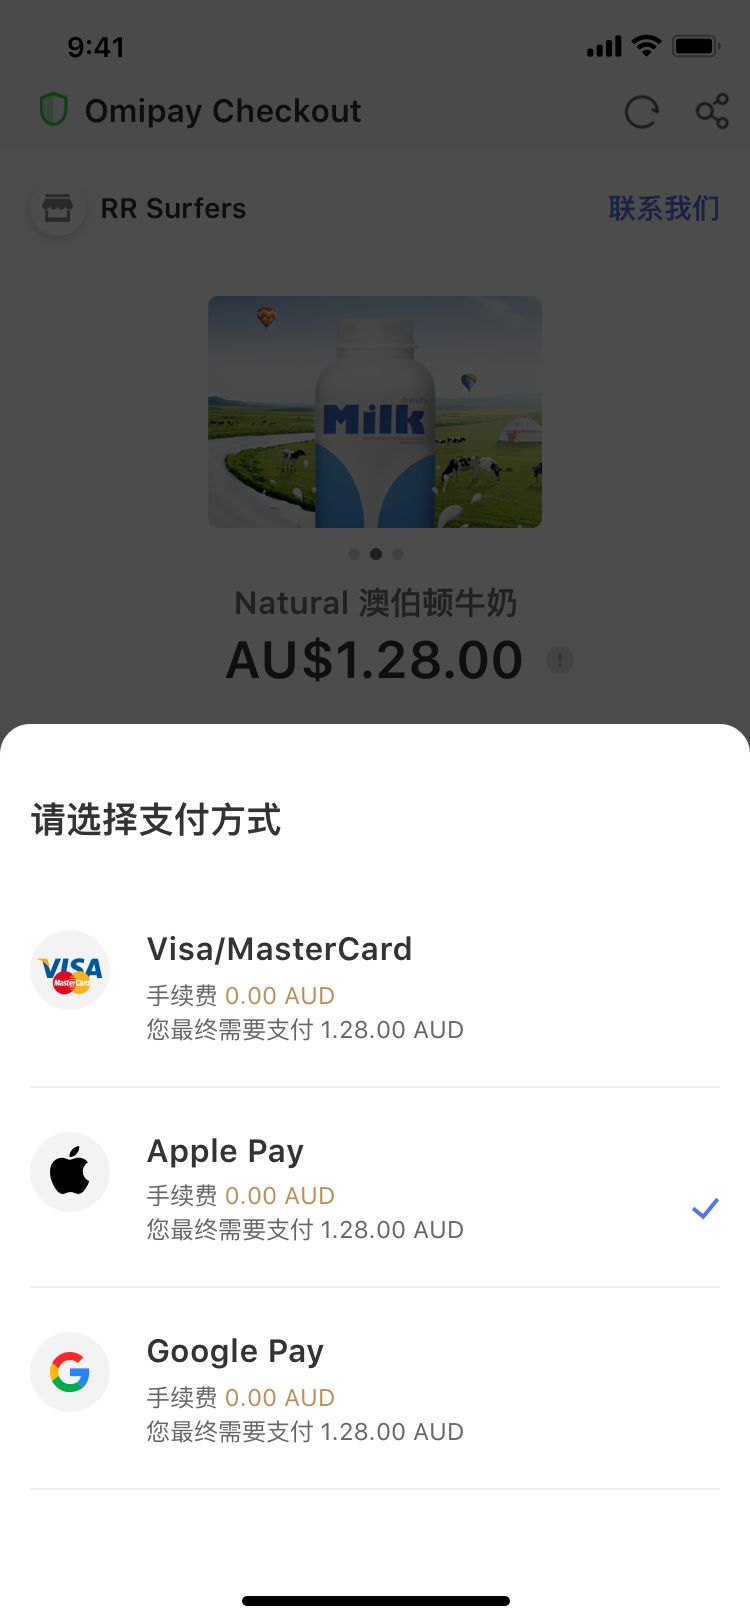 9:41
Omipay Checkout
RR Surfers
联系我们
fresh
Milk
Natural 澳伯顿牛奶
AU$1.28.00
!
请选择支付方式
VISA
MasterCard
Visa/MasterCard
手续费 0.00 AUD
您最终需要支付 1.28.00 AUD
Apple Pay
手续费 0.00 AUD
您最终需要支付 1.28.00 AUD
G
Google Pay
手续费 0.00 AUD
您最终需要支付 1.28.00 AUD